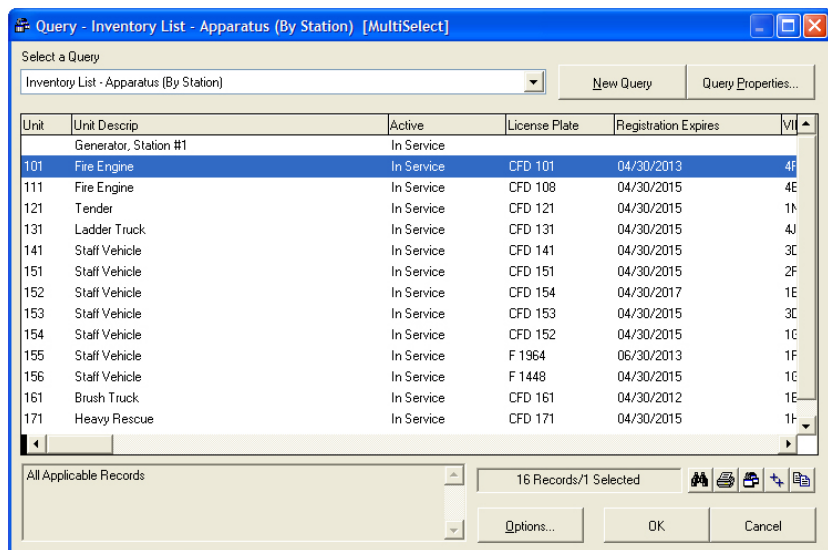 Query - Inventory List - Apparatus (By Station) [MultiSelect]
Select a Query
Inventory List - Apparatus (By Station)
New Query
Query Properties...
Unit Unit Descrip Active License Plate Registration Expires
Generator, Station #1 In Service
101 Fire Engine In Service CFD 101 04/30/2013
111 Fire Engine In Service CFD 108 04/30/2015
121 Tender In Service CFD 121 04/30/2015
131 Ladder Truck In Service CFD 131 04/30/2015
141 Staff Vehicle In Service CFD 141 04/30/2015
151 Staff Vehicle In Service CFD 151 04/30/2015
152 Staff Vehicle In Service CFD 154 04/30/2017
153 Staff Vehicle In Service CFD 153 04/30/2015
154 Staff Vehicle In Service CFD 152 04/30/2015
155 Staff Vehicle In Service F 1964 06/30/2013
156 Staff Vehicle In Service F 1448 04/30/2015
161 Brush Truck In Service CFD 161 04/30/2012
171 Heavy Rescue In Service CFD 171 04/30/2015
All Applicable Records
16 Records/1 Selected
Options...
OK
Cancel